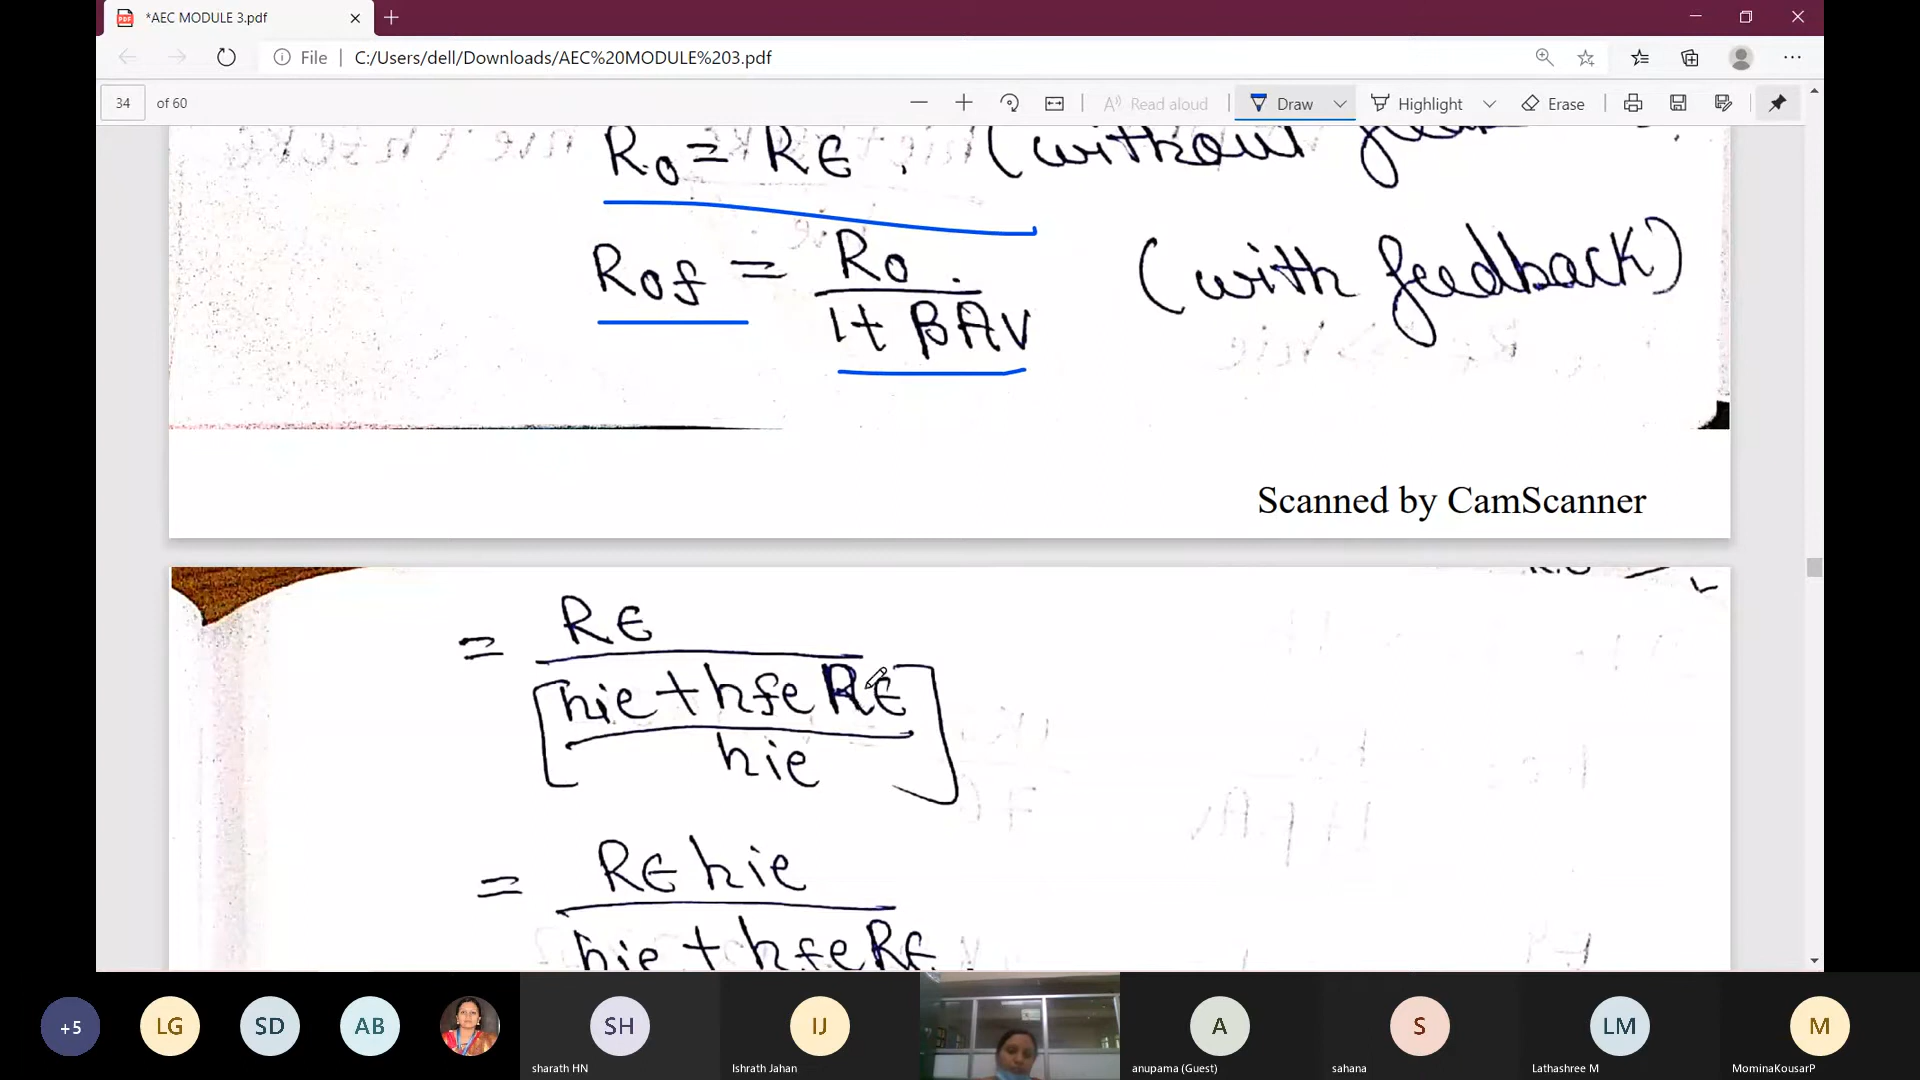 *AEC MODULE 3.pdf
File C:/Users/dell/Downloads/AEC%20MODULE%203.pdf
34 of 60 Read aloud Draw Highlight Erase
Ro = RE . (without
Rof = Ro . / 1+ βAv (with feedback)
Scanned by CamScanner
= RE
[hie + hfe RE / hie]
= RE hie
hie + hfe RE
+5 LG SD AB SH IJ A S LM M
sharath HN Ishrath Jahan anupama (Guest) sahana Lathashree M MominaKousarP